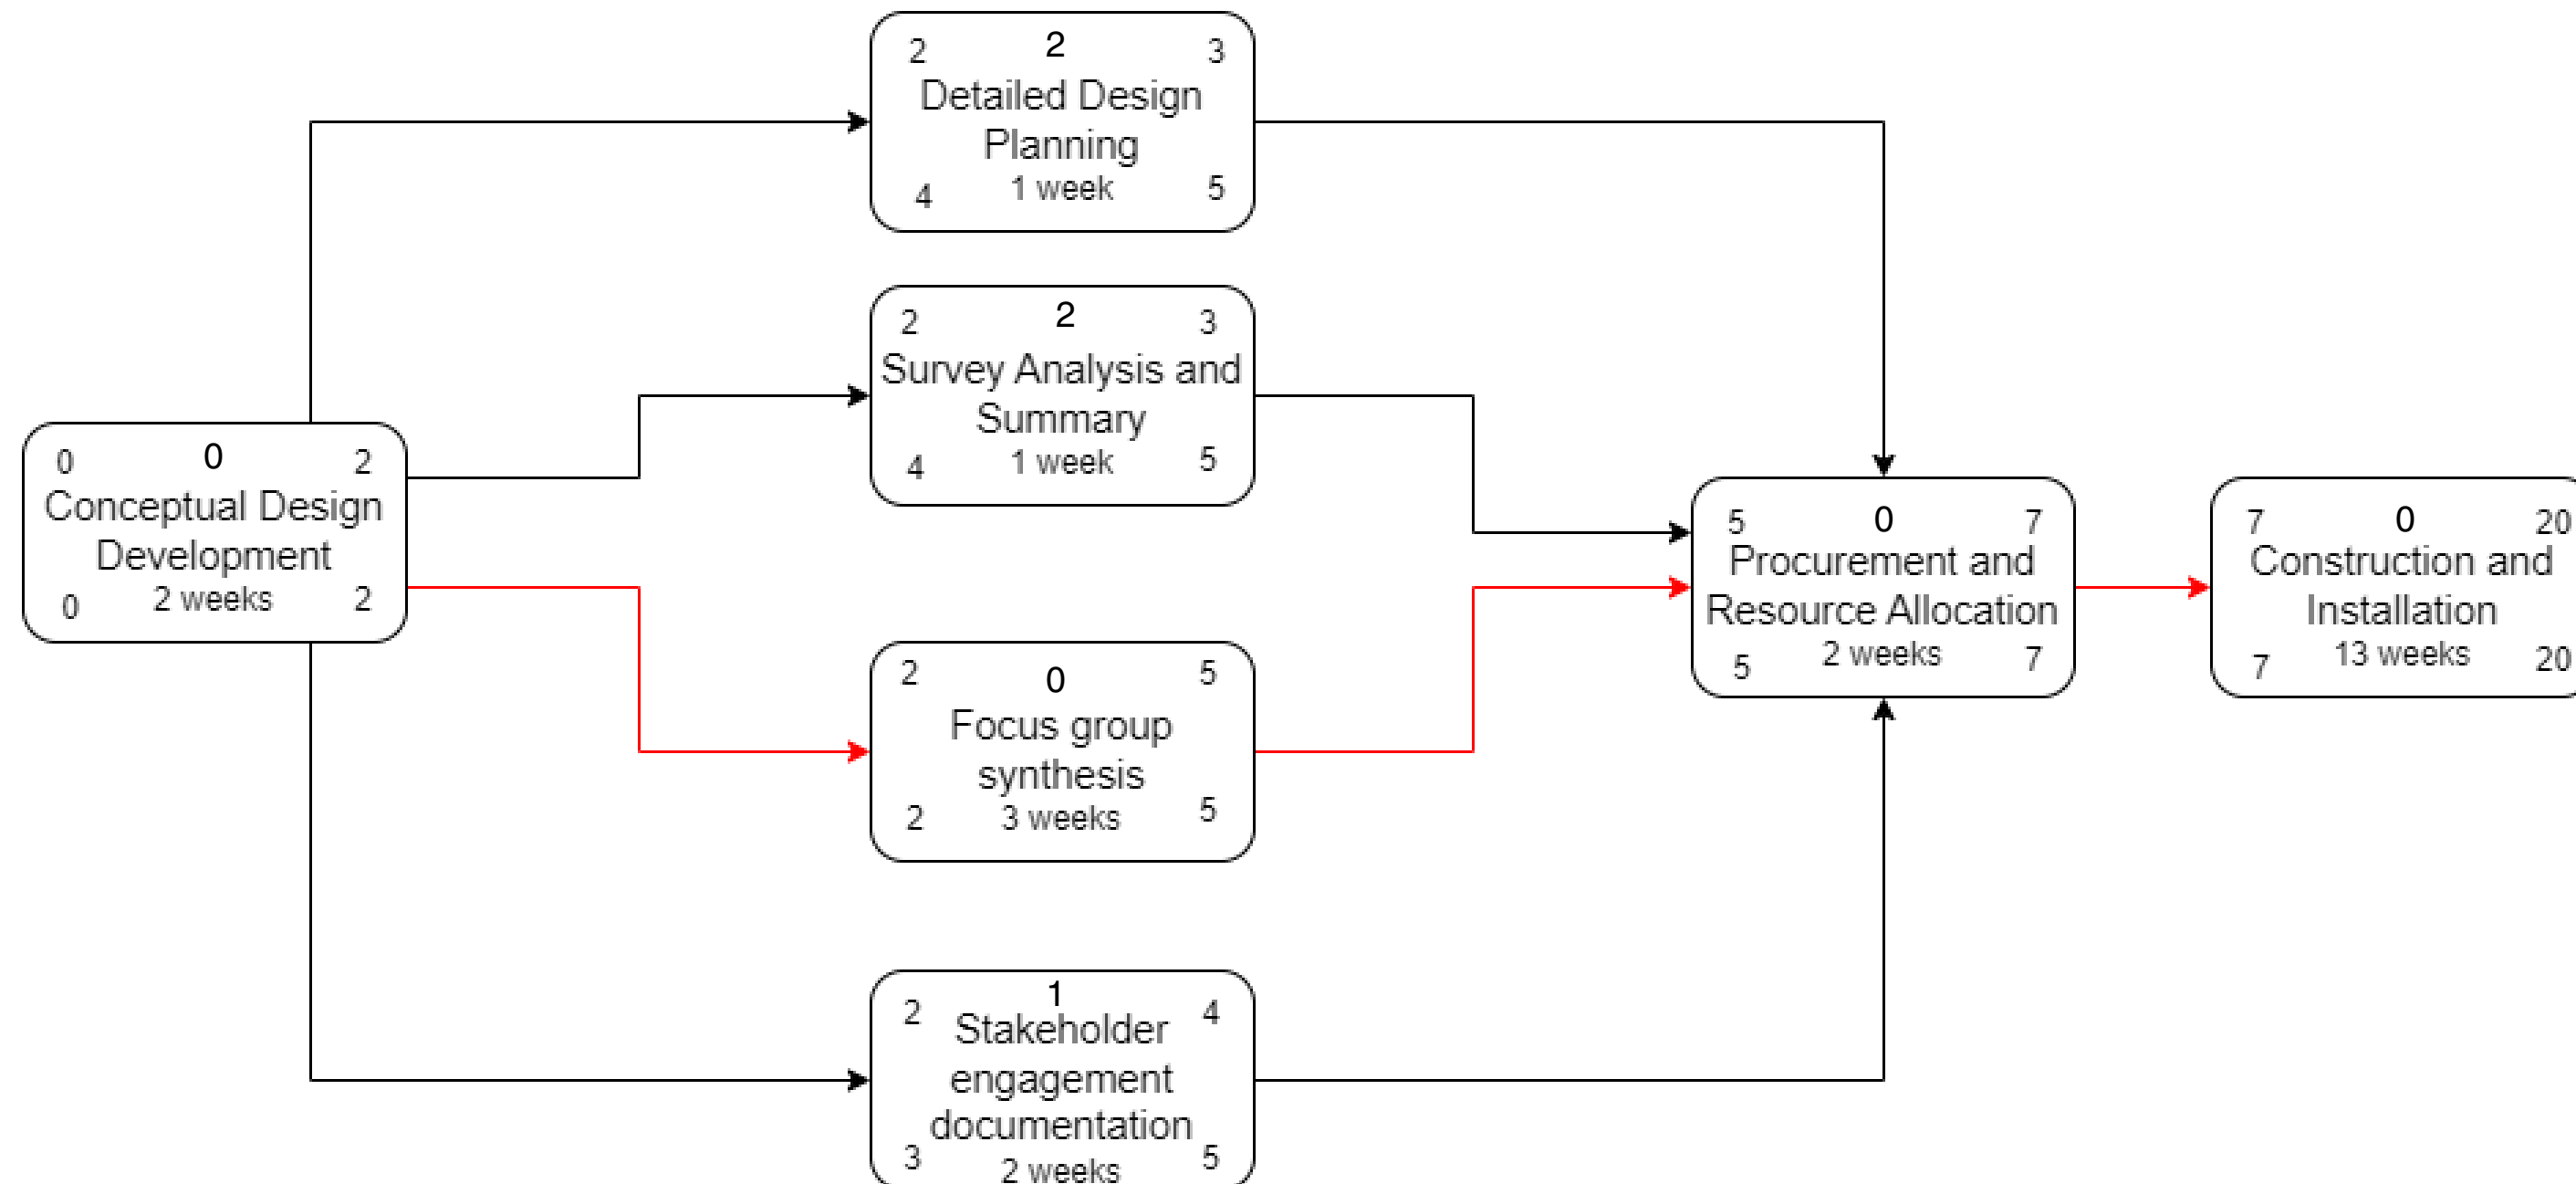 2 2 3
Detailed Design
Planning
4 1 week 5
2 2 3
Survey Analysis and
Summary
4 1 week 5
0 0 2
Conceptual Design
Development
0 2 weeks 2
2 0 5
Focus group
synthesis
2 3 weeks 5
2 1 4
Stakeholder
engagement
documentation
3 2 weeks 5
5 0 7
Procurement and
Resource Allocation
5 2 weeks 7
7 0 20
Construction and
Installation
7 13 weeks 20